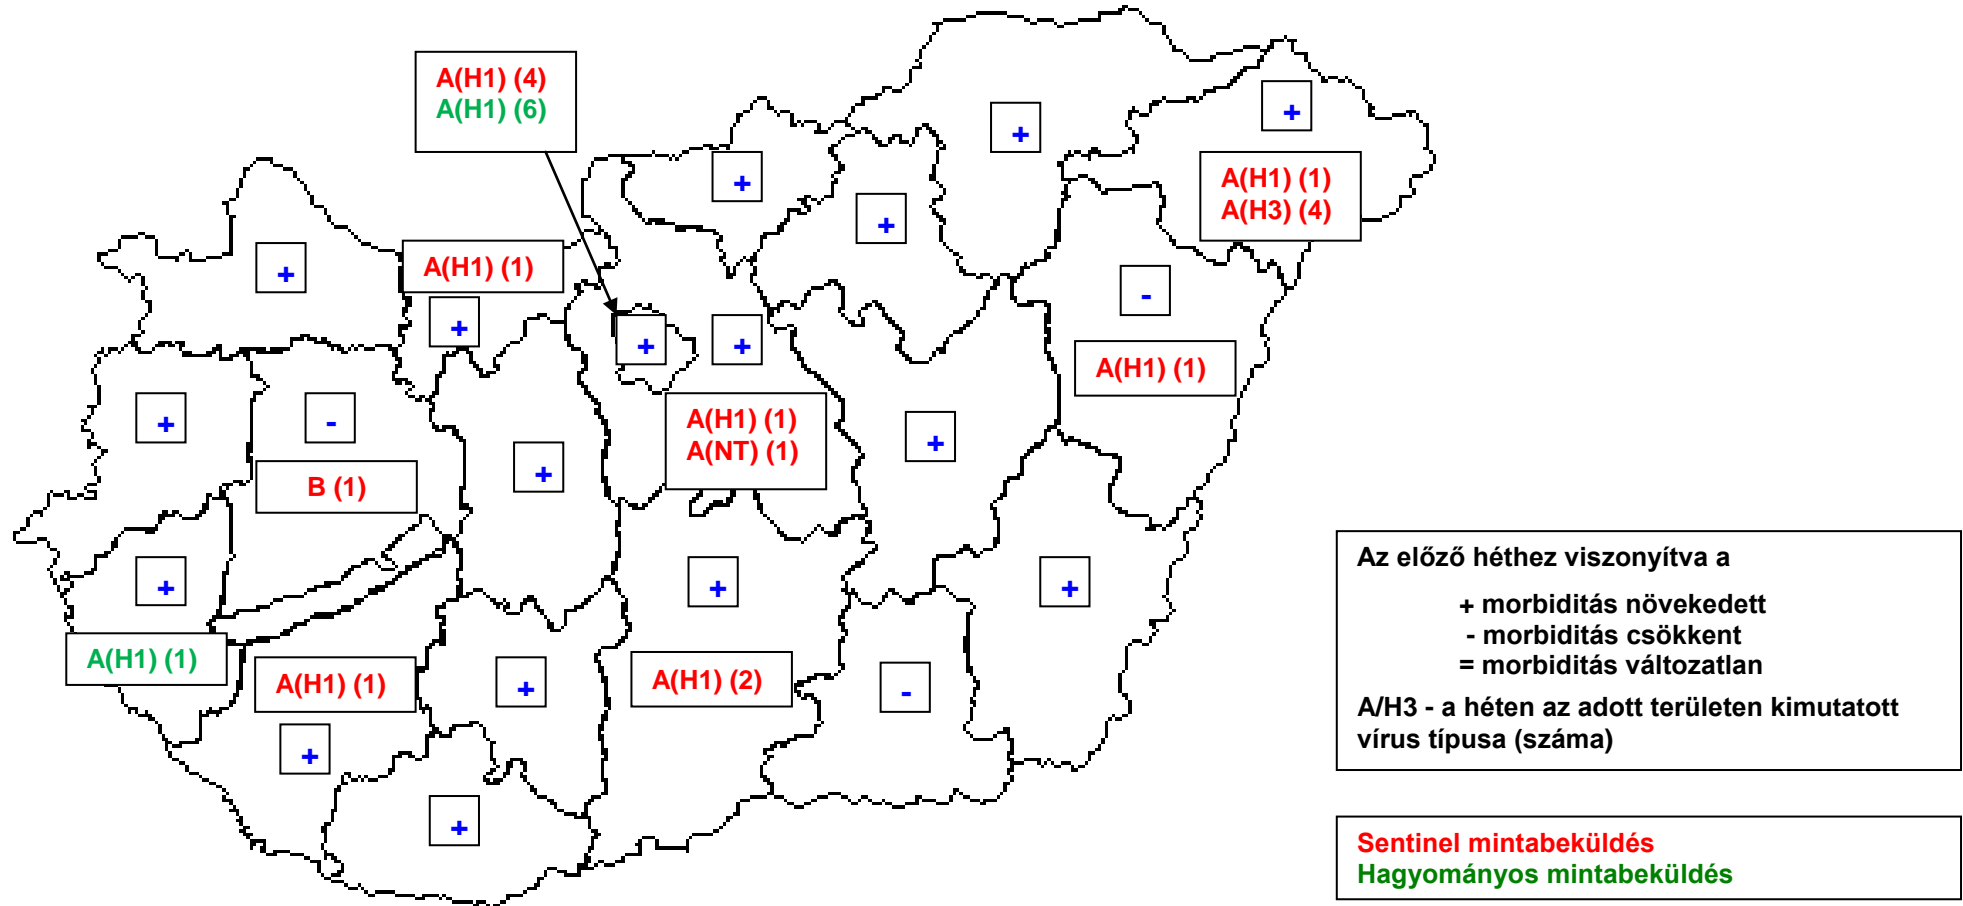 A(H1) (4)
A(H1) (6)
+
+
+
A(H1) (1)
A(H3) (4)
+
+
A(H1) (1)
+
-
+
+
+
A(H1) (1)
+
-
A(H1) (1)
A(NT) (1)
+
+
B (1)
+
+
+
A(H1) (1)
A(H1) (1)
+
A(H1) (2)
-
+
+
Az előző héthez viszonyítva a
+ morbiditás növekedett
- morbiditás csökkent
= morbiditás változatlan
A/H3 - a héten az adott területen kimutatott
vírus típusa (száma)
Sentinel mintabeküldés
Hagyományos mintabeküldés